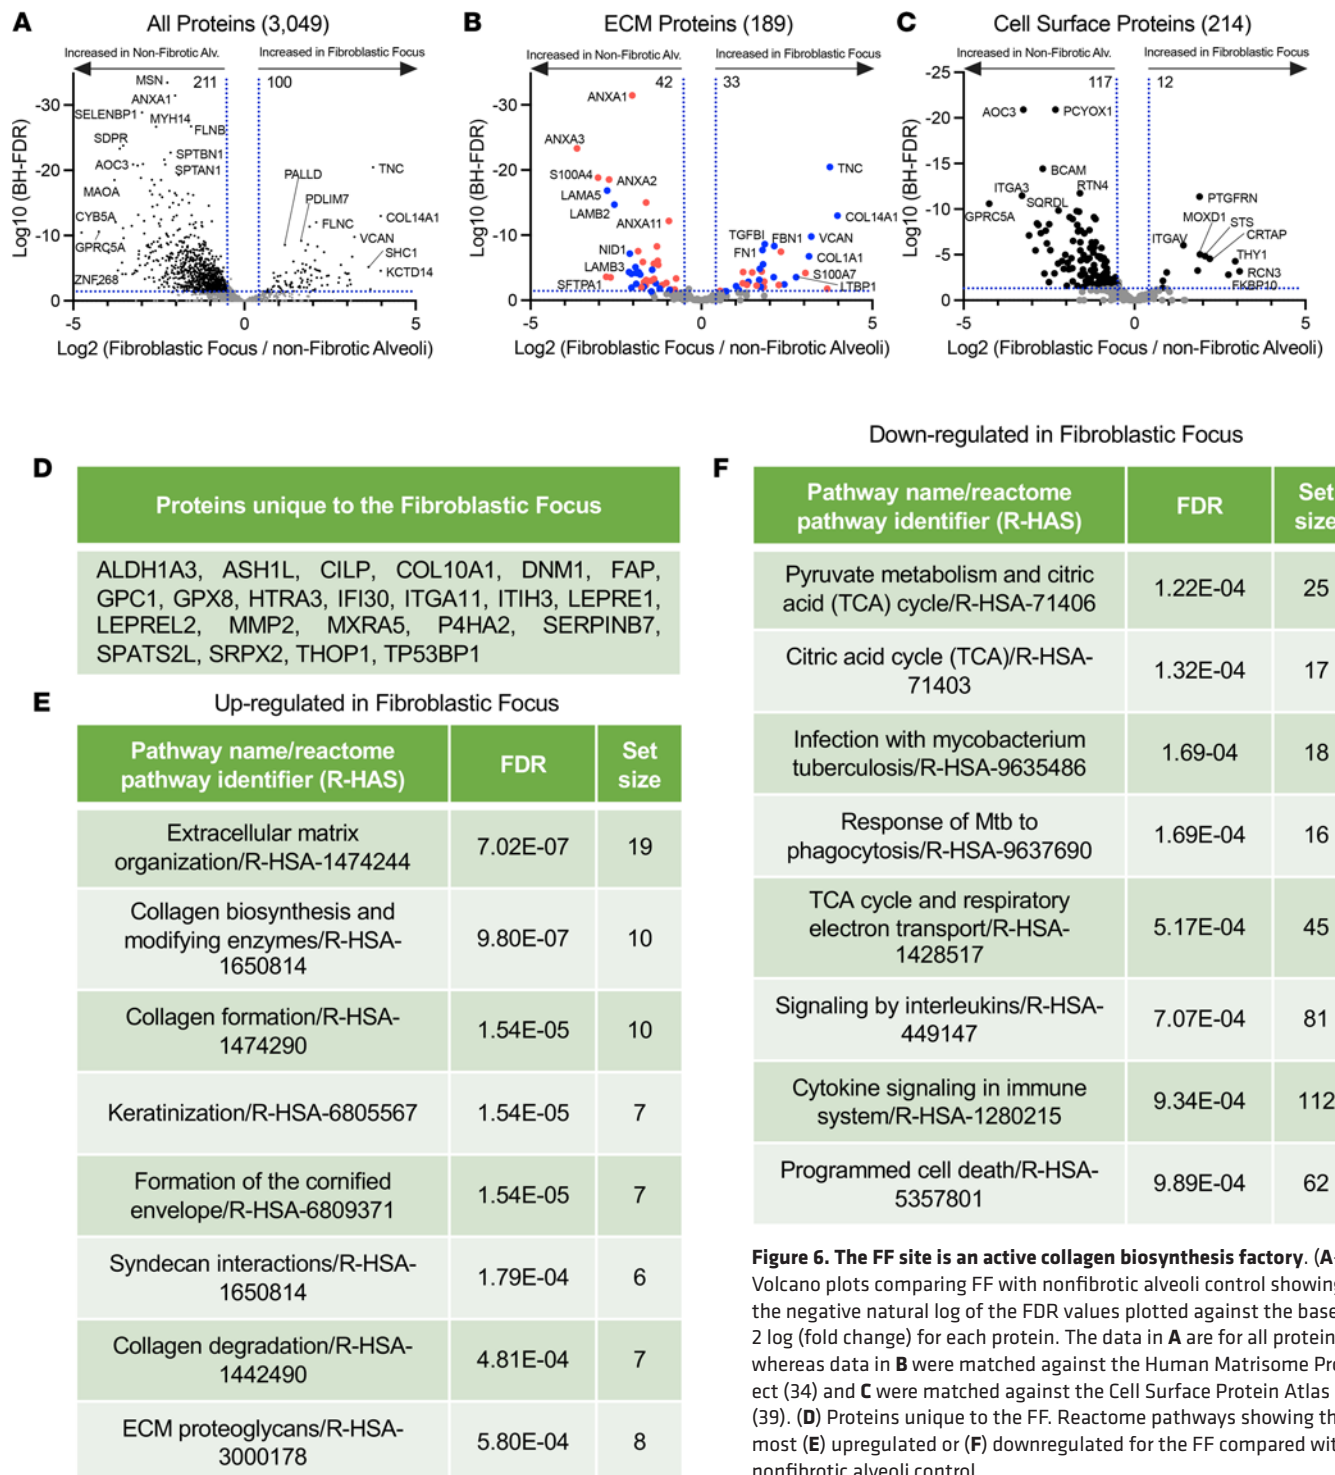 A
All Proteins (3,049)
Increased in Non-Fibrotic Alv.
Increased in Fibroblastic Focus
211
100
MSN
ANXA1
SELENBP1
MYH14
FLNB
SDPR
SPTBN1
AOC3
SPTAN1
MAOA
CYB5A
GPRC5A
ZNF268
PALLD
TNC
PDLIM7
FLNC
COL14A1
VCAN
SHC1
KCTD14
-30
-20
-10
0
-5
0
5
Log10 (BH-FDR)
Log2 (Fibroblastic Focus / non-Fibrotic Alveoli)
B
ECM Proteins (189)
Increased in Non-Fibrotic Alv.
Increased in Fibroblastic Focus
42
33
ANXA1
ANXA3
S100A4
ANXA2
LAMA5
LAMB2
ANXA11
NID1
LAMB3
SFTPA1
TNC
COL14A1
TGFBI
FBN1
VCAN
FN1
COL1A1
S100A7
LTBP1
-30
-20
-10
0
-5
0
5
Log10 (BH-FDR)
Log2 (Fibroblastic Focus / non-Fibrotic Alveoli)
C
Cell Surface Proteins (214)
Increased in Non-Fibrotic Alv.
Increased in Fibroblastic Focus
117
12
AOC3
PCYOX1
BCAM
ITGA3
RTN4
GPRC5A
SQRDL
PTGFRN
MOXD1
STS
ITGAV
CRTAP
THY1
RCN3
FKBP10
-25
-20
-15
-10
-5
0
-5
0
5
Log10 (BH-FDR)
Log2 (Fibroblastic Focus / non-Fibrotic Alveoli)
D
Proteins unique to the Fibroblastic Focus
ALDH1A3, ASH1L, CILP, COL10A1, DNM1, FAP,
GPC1, GPX8, HTRA3, IFI30, ITGA11, ITIH3, LEPRE1,
LEPREL2, MMP2, MXRA5, P4HA2, SERPINB7,
SPATS2L, SRPX2, THOP1, TP53BP1
E
Up-regulated in Fibroblastic Focus
Pathway name/reactome
pathway identifier (R-HAS)
FDR
Set
size
Extracellular matrix
organization/R-HSA-1474244
7.02E-07
19
Collagen biosynthesis and
modifying enzymes/R-HSA-
1650814
9.80E-07
10
Collagen formation/R-HSA-
1474290
1.54E-05
10
Keratinization/R-HSA-6805567
1.54E-05
7
Formation of the cornified
envelope/R-HSA-6809371
1.54E-05
7
Syndecan interactions/R-HSA-
1650814
1.79E-04
6
Collagen degradation/R-HSA-
1442490
4.81E-04
7
ECM proteoglycans/R-HSA-
3000178
5.80E-04
8
F
Down-regulated in Fibroblastic Focus
Pathway name/reactome
pathway identifier (R-HAS)
FDR
Set
size
Pyruvate metabolism and citric
acid (TCA) cycle/R-HSA-71406
1.22E-04
25
Citric acid cycle (TCA)/R-HSA-
71403
1.32E-04
17
Infection with mycobacterium
tuberculosis/R-HSA-9635486
1.69-04
18
Response of Mtb to
phagocytosis/R-HSA-9637690
1.69E-04
16
TCA cycle and respiratory
electron transport/R-HSA-
1428517
5.17E-04
45
Signaling by interleukins/R-HSA-
449147
7.07E-04
81
Cytokine signaling in immune
system/R-HSA-1280215
9.34E-04
112
Programmed cell death/R-HSA-
5357801
9.89E-04
62
Figure 6. The FF site is an active collagen biosynthesis factory. (A-
Volcano plots comparing FF with nonfibrotic alveoli control showing
the negative natural log of the FDR values plotted against the base
2 log (fold change) for each protein. The data in A are for all protein
whereas data in B were matched against the Human Matrisome Pro
ect (34) and C were matched against the Cell Surface Protein Atlas
(39). (D) Proteins unique to the FF. Reactome pathways showing th
most (E) upregulated or (F) downregulated for the FF compared wit
nonfibrotic alveoli control.